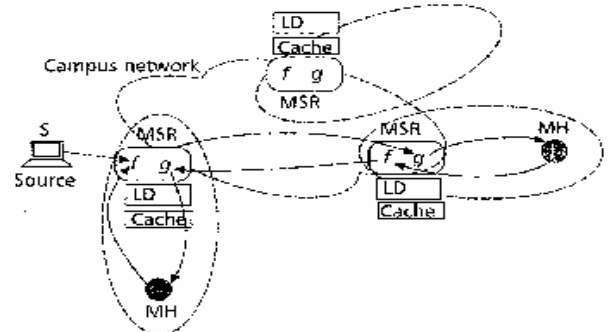 LD
Cache
Campus network
f g
MSR
S
MSR
MSR
MH
f g
f g
Source
LD
LD
Cache
Cache
MH